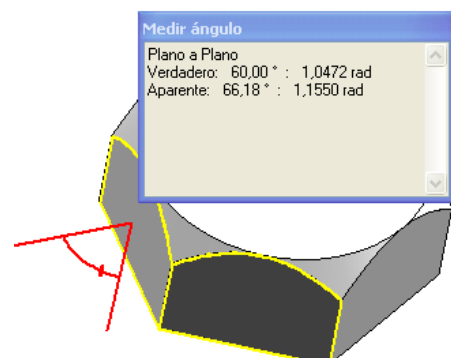 Medir ángulo
Plano a Plano
Verdadero: 60,00 ° : 1,0472 rad
Aparente: 66,18 ° : 1,1550 rad